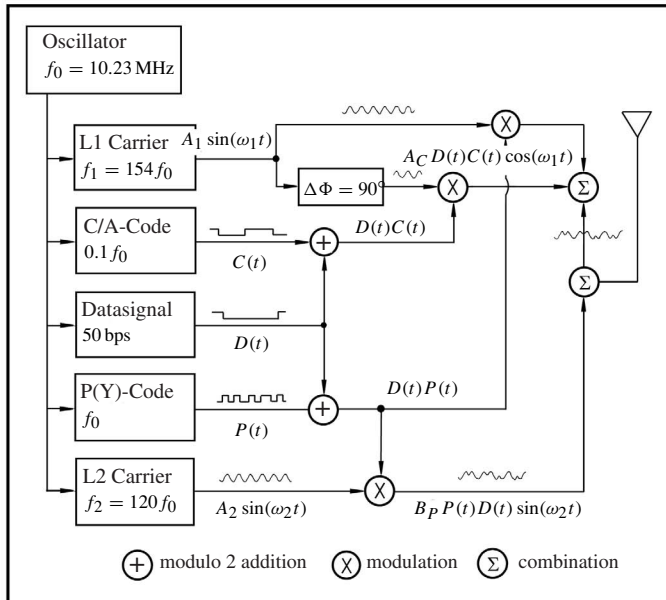 Oscillator
f₀ = 10.23 MHz
L1 Carrier
f₁ = 154 f₀
A₁ sin(ω₁t)
ΔΦ = 90°
A_C D(t)C(t) cos(ω₁t)
C/A-Code
0.1 f₀
C(t)
D(t)C(t)
Datasignal
50 bps
D(t)
P(Y)-Code
f₀
P(t)
D(t)P(t)
L2 Carrier
f₂ = 120 f₀
A₂ sin(ω₂t)
B_P P(t)D(t) sin(ω₂t)
+ modulo 2 addition
X modulation
Σ combination